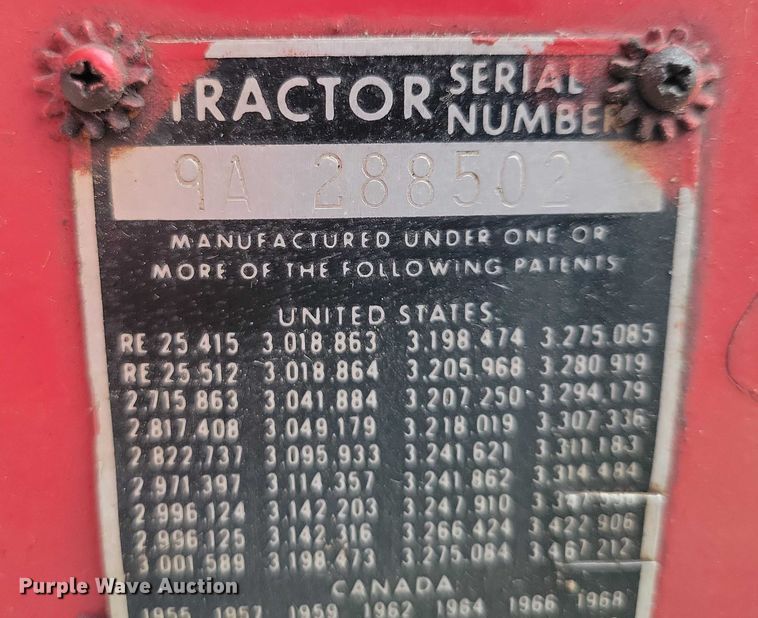 TRACTOR SERIAL NUMBER
9A 288502
MANUFACTURED UNDER ONE OR
MORE OF THE FOLLOWING PATENTS
UNITED STATES
RE 25.415 3.018.863 3.198.474 3.275.085
RE 25.512 3.018.864 3.205.968 3.280.919
2.715.863 3.041.884 3.207.250 3.294.179
2.817.408 3.049.179 3.218.019 3.307.336
2.822.737 3.095.933 3.241.621 3.311.183
2.971.397 3.114.357 3.241.862 3.314.484
2.996.124 3.142.203 3.247.910
2.996.125 3.142.316 3.266.424 3.422.906
3.001.589 3.198.473 3.275.084 3.467.212
CANADA
1955 1957 1959 1962 1964 1966 1968
Purple Wave Auction